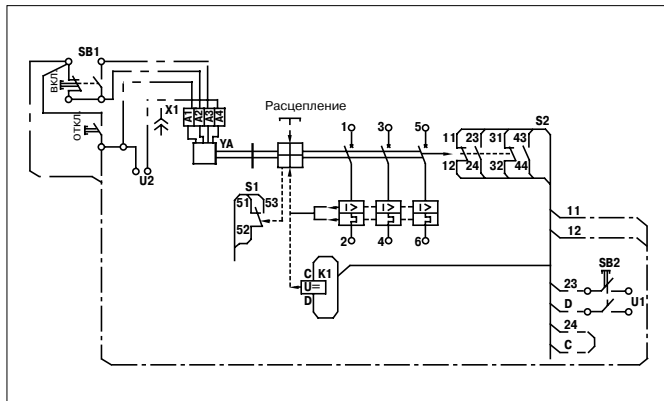 SB1
ВКЛ.
ОТКЛ.
X1
A1
A2
A3
A4
YA
U2
Расцепление
1
3
5
S2
11
23
31
43
12
24
32
44
S1
51
53
52
I>
I>
I>
2
4
6
C
K1
U=
D
11
12
23
SB2
D
U1
24
C